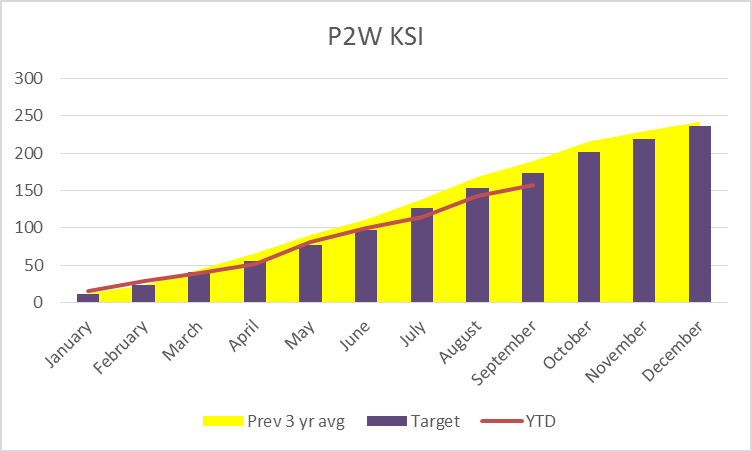 P2W KSI
300
250
200
150
100
50
0
January
February
March
April
May
June
July
August
September
October
November
December
Prev 3 yr avg Target YTD